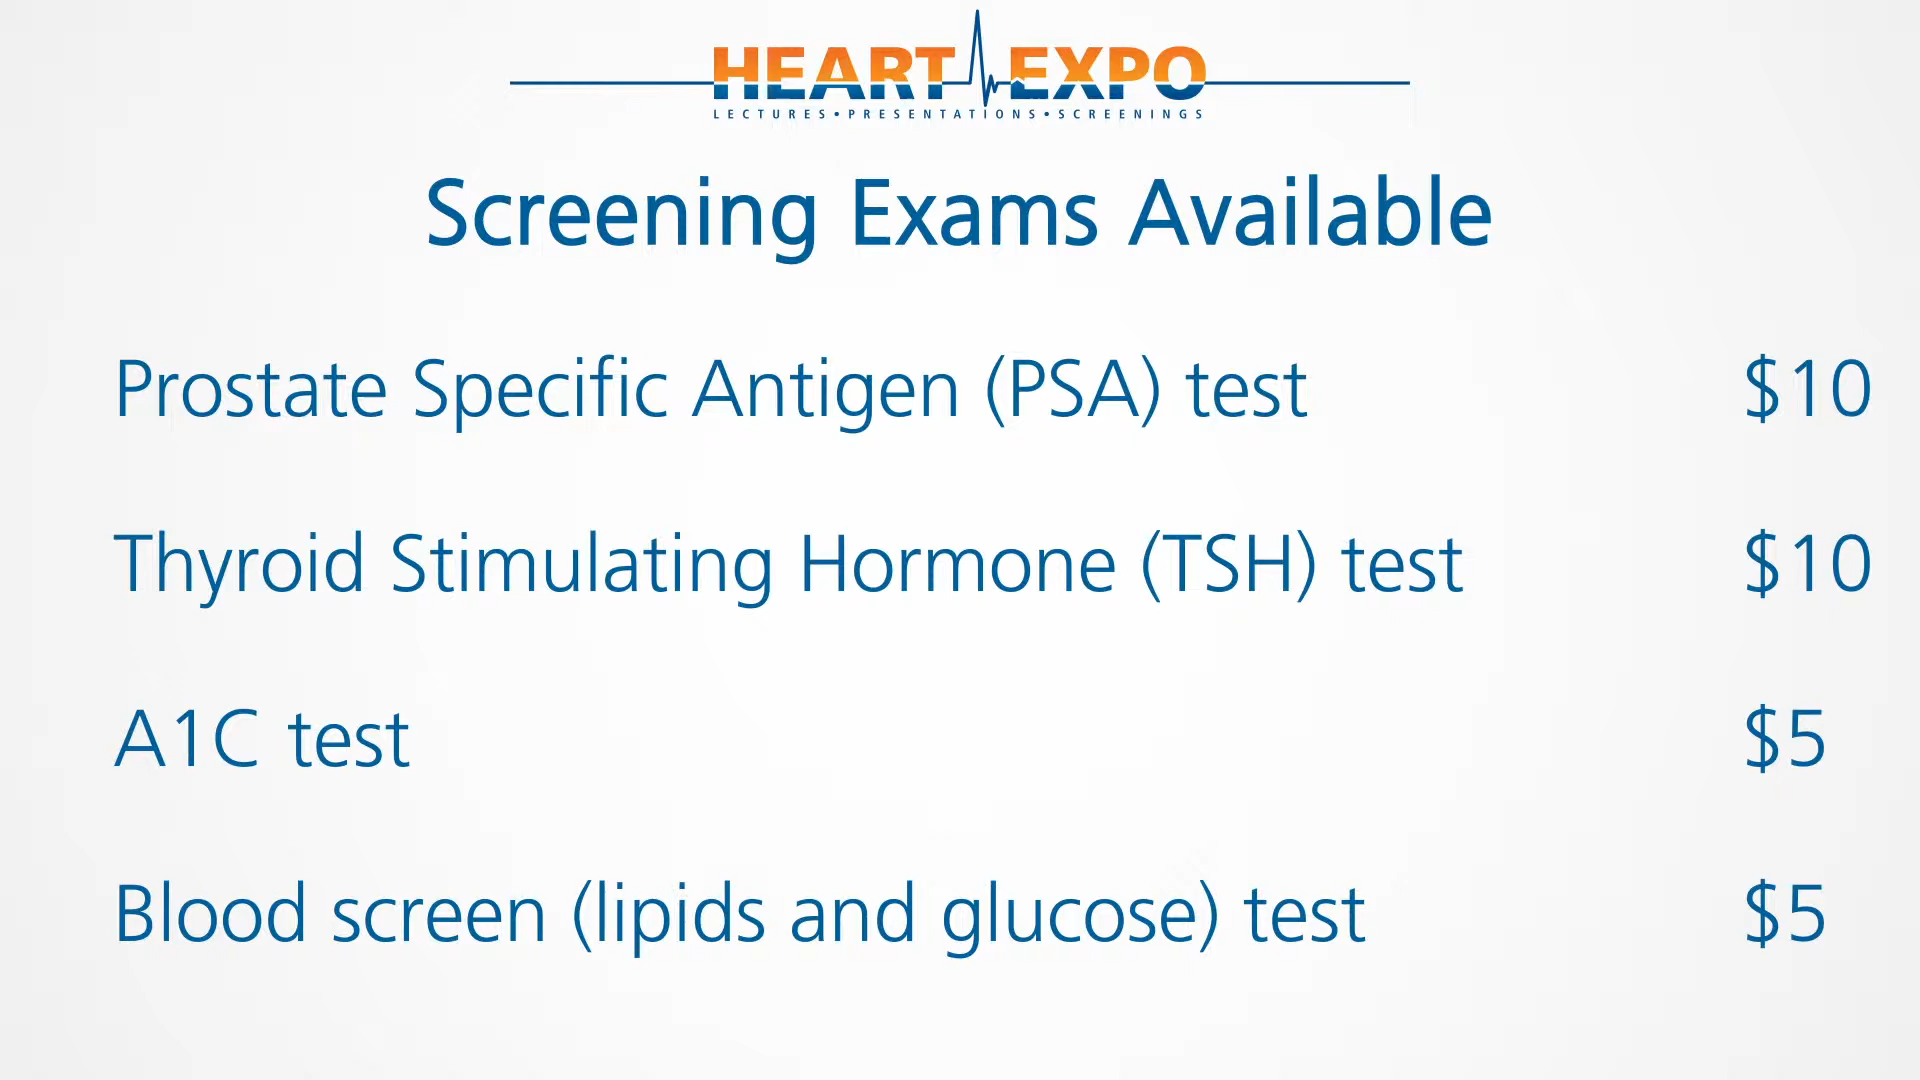 HEART EXPO
LECTURES•PRESENTATIONS•SCREENINGS
Screening Exams Available
Prostate Specific Antigen (PSA) test $10
Thyroid Stimulating Hormone (TSH) test $10
A1C test $5
Blood screen (lipids and glucose) test $5